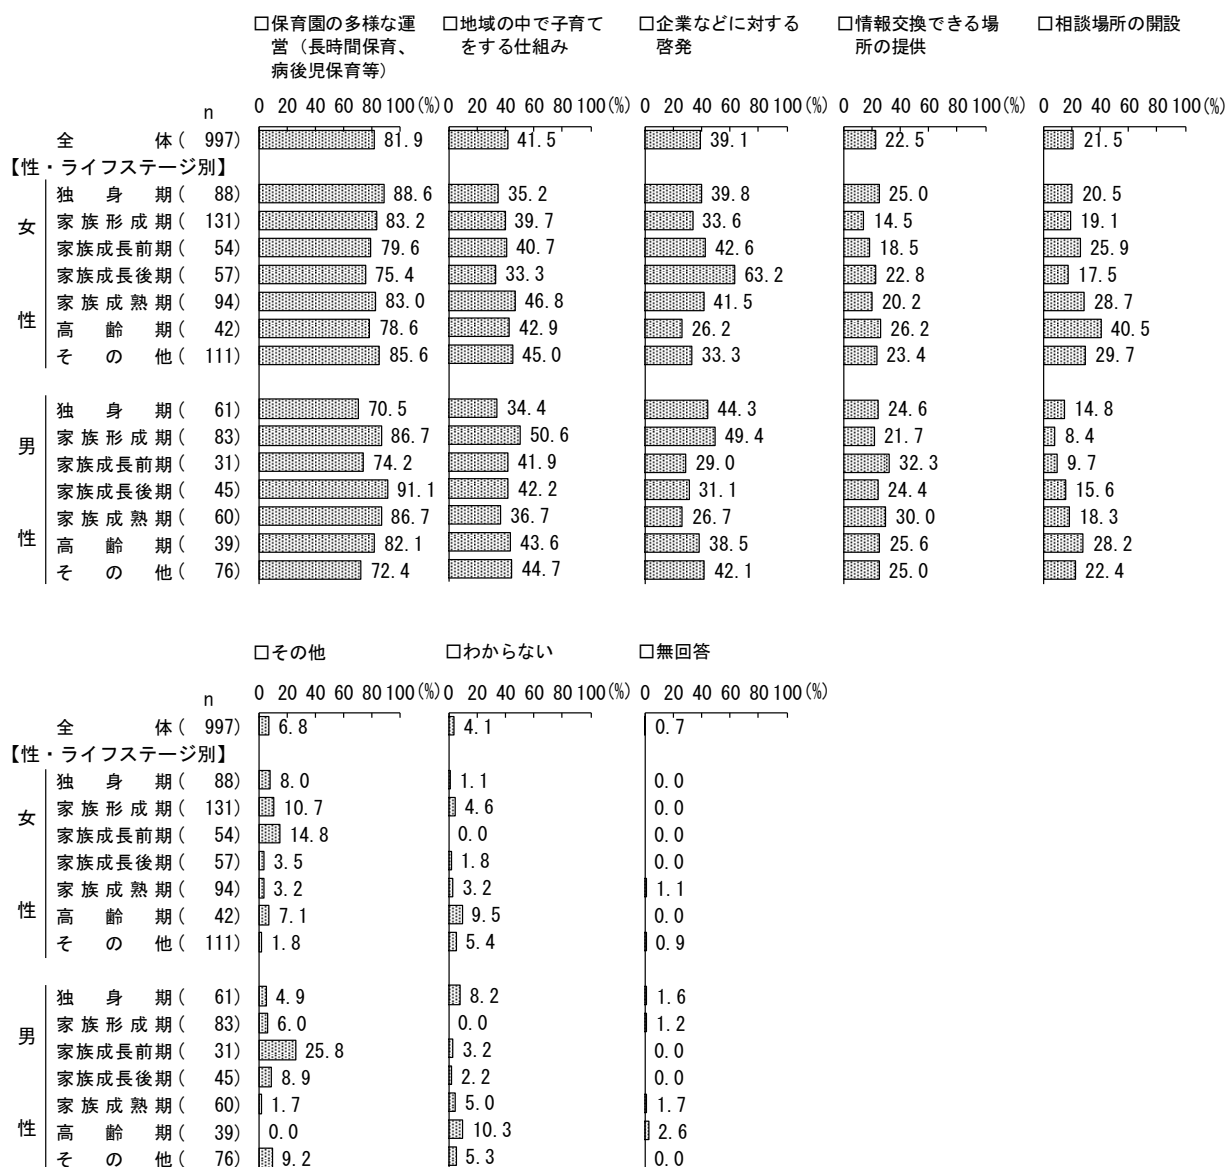 □保育園の多様な運営（長時間保育、病後児保育等） □地域の中で子育てをする仕組み □企業などに対する啓発 □情報交換できる場所の提供 □相談場所の開設
n 0 20 40 60 80 100(%) 0 20 40 60 80 100(%) 0 20 40 60 80 100(%) 0 20 40 60 80 100(%) 0 20 40 60 80 100(%)
全体( 997) 81.9 41.5 39.1 22.5 21.5
【性・ライフステージ別】
女性
独身期( 88) 88.6 35.2 39.8 25.0 20.5
家族形成期( 131) 83.2 39.7 33.6 14.5 19.1
家族成長前期( 54) 79.6 40.7 42.6 18.5 25.9
家族成長後期( 57) 75.4 33.3 63.2 22.8 17.5
家族成熟期( 94) 83.0 46.8 41.5 20.2 28.7
高齢期( 42) 78.6 42.9 26.2 26.2 40.5
その他( 111) 85.6 45.0 33.3 23.4 29.7
男性
独身期( 61) 70.5 34.4 44.3 24.6 14.8
家族形成期( 83) 86.7 50.6 49.4 21.7 8.4
家族成長前期( 31) 74.2 41.9 29.0 32.3 9.7
家族成長後期( 45) 91.1 42.2 31.1 24.4 15.6
家族成熟期( 60) 86.7 36.7 26.7 30.0 18.3
高齢期( 39) 82.1 43.6 38.5 25.6 28.2
その他( 76) 72.4 44.7 42.1 25.0 22.4
□その他 □わからない □無回答
n 0 20 40 60 80 100(%) 0 20 40 60 80 100(%) 0 20 40 60 80 100(%)
全体( 997) 6.8 4.1 0.7
【性・ライフステージ別】
女性
独身期( 88) 8.0 1.1 0.0
家族形成期( 131) 10.7 4.6 0.0
家族成長前期( 54) 14.8 0.0 0.0
家族成長後期( 57) 3.5 1.8 0.0
家族成熟期( 94) 3.2 3.2 1.1
高齢期( 42) 7.1 9.5 0.0
その他( 111) 1.8 5.4 0.9
男性
独身期( 61) 4.9 8.2 1.6
家族形成期( 83) 6.0 0.0 1.2
家族成長前期( 31) 25.8 3.2 0.0
家族成長後期( 45) 8.9 2.2 0.0
家族成熟期( 60) 1.7 5.0 1.7
高齢期( 39) 0.0 10.3 2.6
その他( 76) 9.2 5.3 0.0